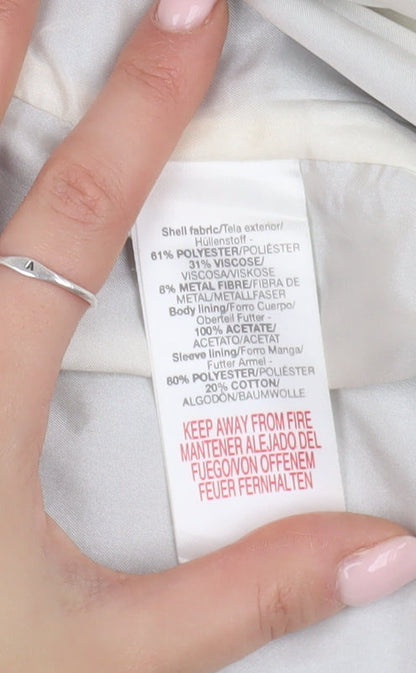 Shell fabric/Tela exterior/
Hüllenstoff -
61% POLYESTER/POLIÉSTER
31% VISCOSE/
VISCOSA/VISKOSE
8% METAL FIBRE/FIBRA DE
METAL/METALLFASER
Body lining/Forro Cuerpo/
Oberteil Futter -
100% ACETATE/
ACETATO/ACETAT
Sleeve lining/Forro Manga/
Futter Armel -
80% POLYESTER/POLIÉSTER
20% COTTON/
ALGODÓN/BAUMWOLLE
KEEP AWAY FROM FIRE
MANTENER ALEJADO DEL
FUEGO/VON OFFENEM
FEUER FERNHALTEN
A